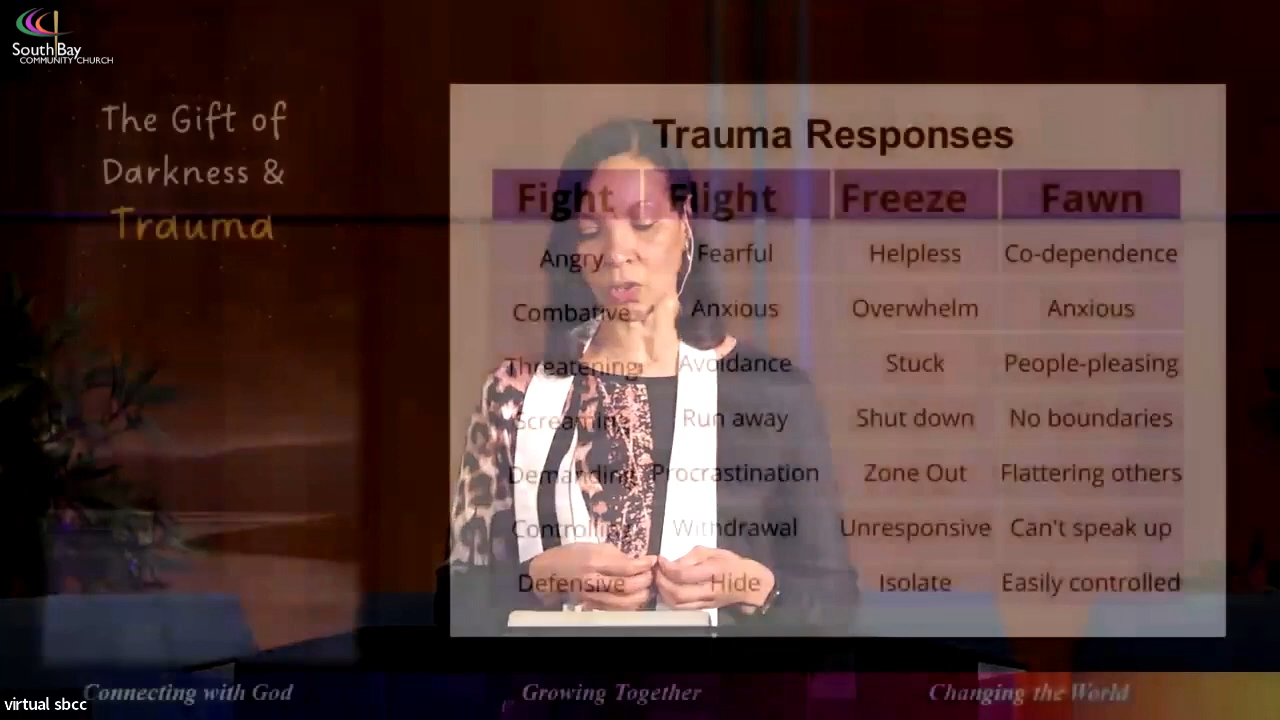 South Bay
COMMUNITY CHURCH
The Gift of
Darkness &
Trauma
Trauma Responses
Fight Flight Freeze Fawn
Angry Fearful Helpless Co-dependence
Combative Anxious Overwhelm Anxious
Threatening Avoidance Stuck People-pleasing
Screaming Run away Shut down No boundaries
Demanding Procrastination Zone Out Flattering others
Controlling Withdrawal Unresponsive Can't speak up
Defensive Hide Isolate Easily controlled
Connecting with God Growing Together Changing the World
virtual sbcc